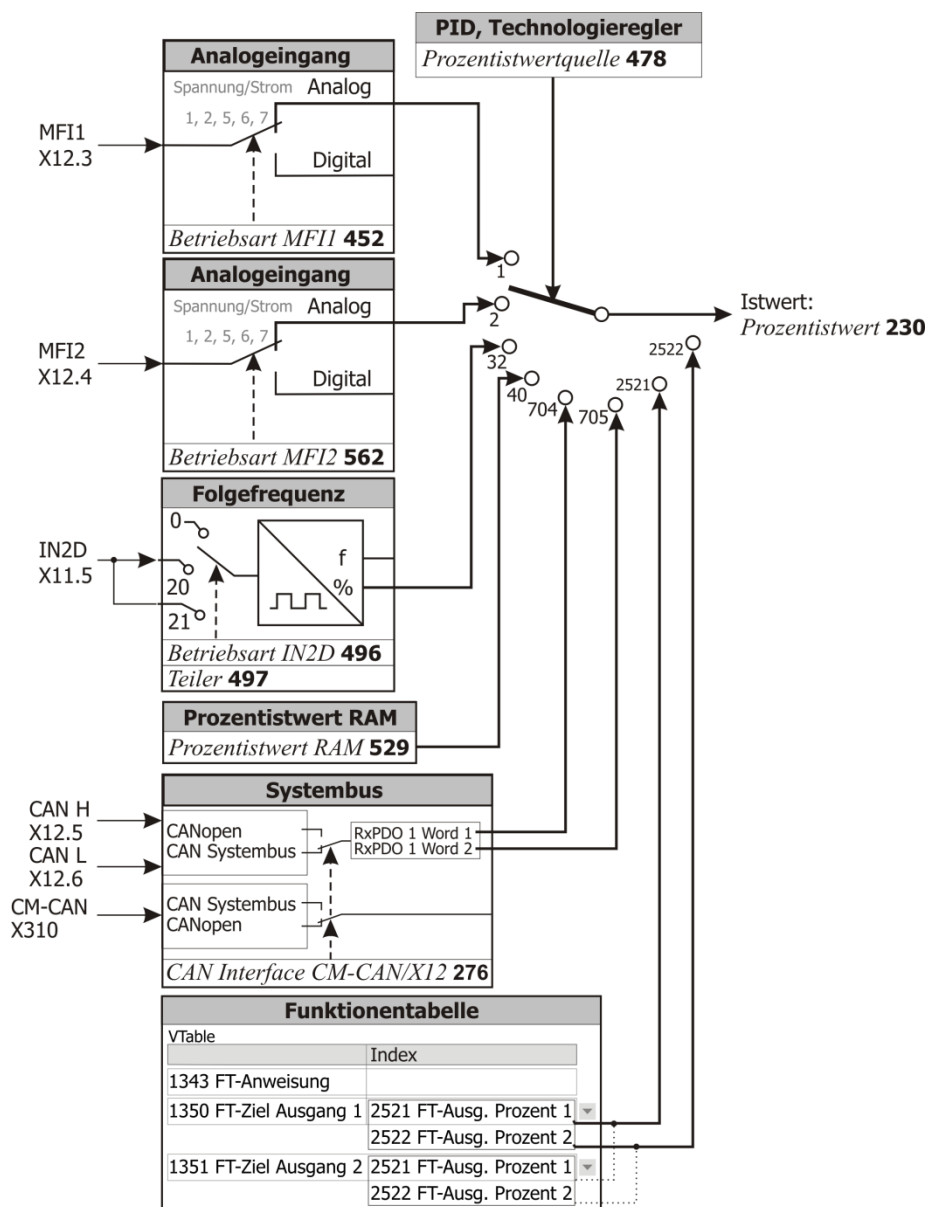 PID, Technologieregler
Prozentistwertquelle 478
Analogeingang
Spannung/Strom Analog
1, 2, 5, 6, 7
MFI1
X12.3
Digital
Betriebsart MFI1 452
1
Analogeingang
Spannung/Strom Analog
1, 2, 5, 6, 7
MFI2
X12.4
Digital
Betriebsart MFI2 562
2
32
40
704
705
2521
2522
Istwert:
Prozentistwert 230
Folgefrequenz
0
IN2D
X11.5
20
21
f
%
Betriebsart IN2D 496
Teiler 497
Prozentistwert RAM
Prozentistwert RAM 529
Systembus
CAN H
X12.5
CAN L
X12.6
CANopen
CAN Systembus
RxPDO 1 Word 1
RxPDO 1 Word 2
CM-CAN
X310
CAN Systembus
CANopen
CAN Interface CM-CAN/X12 276
Funktionentabelle
VTable
Index
1343 FT-Anweisung
1350 FT-Ziel Ausgang 1 2521 FT-Ausg. Prozent 1
2522 FT-Ausg. Prozent 2
1351 FT-Ziel Ausgang 2 2521 FT-Ausg. Prozent 1
2522 FT-Ausg. Prozent 2